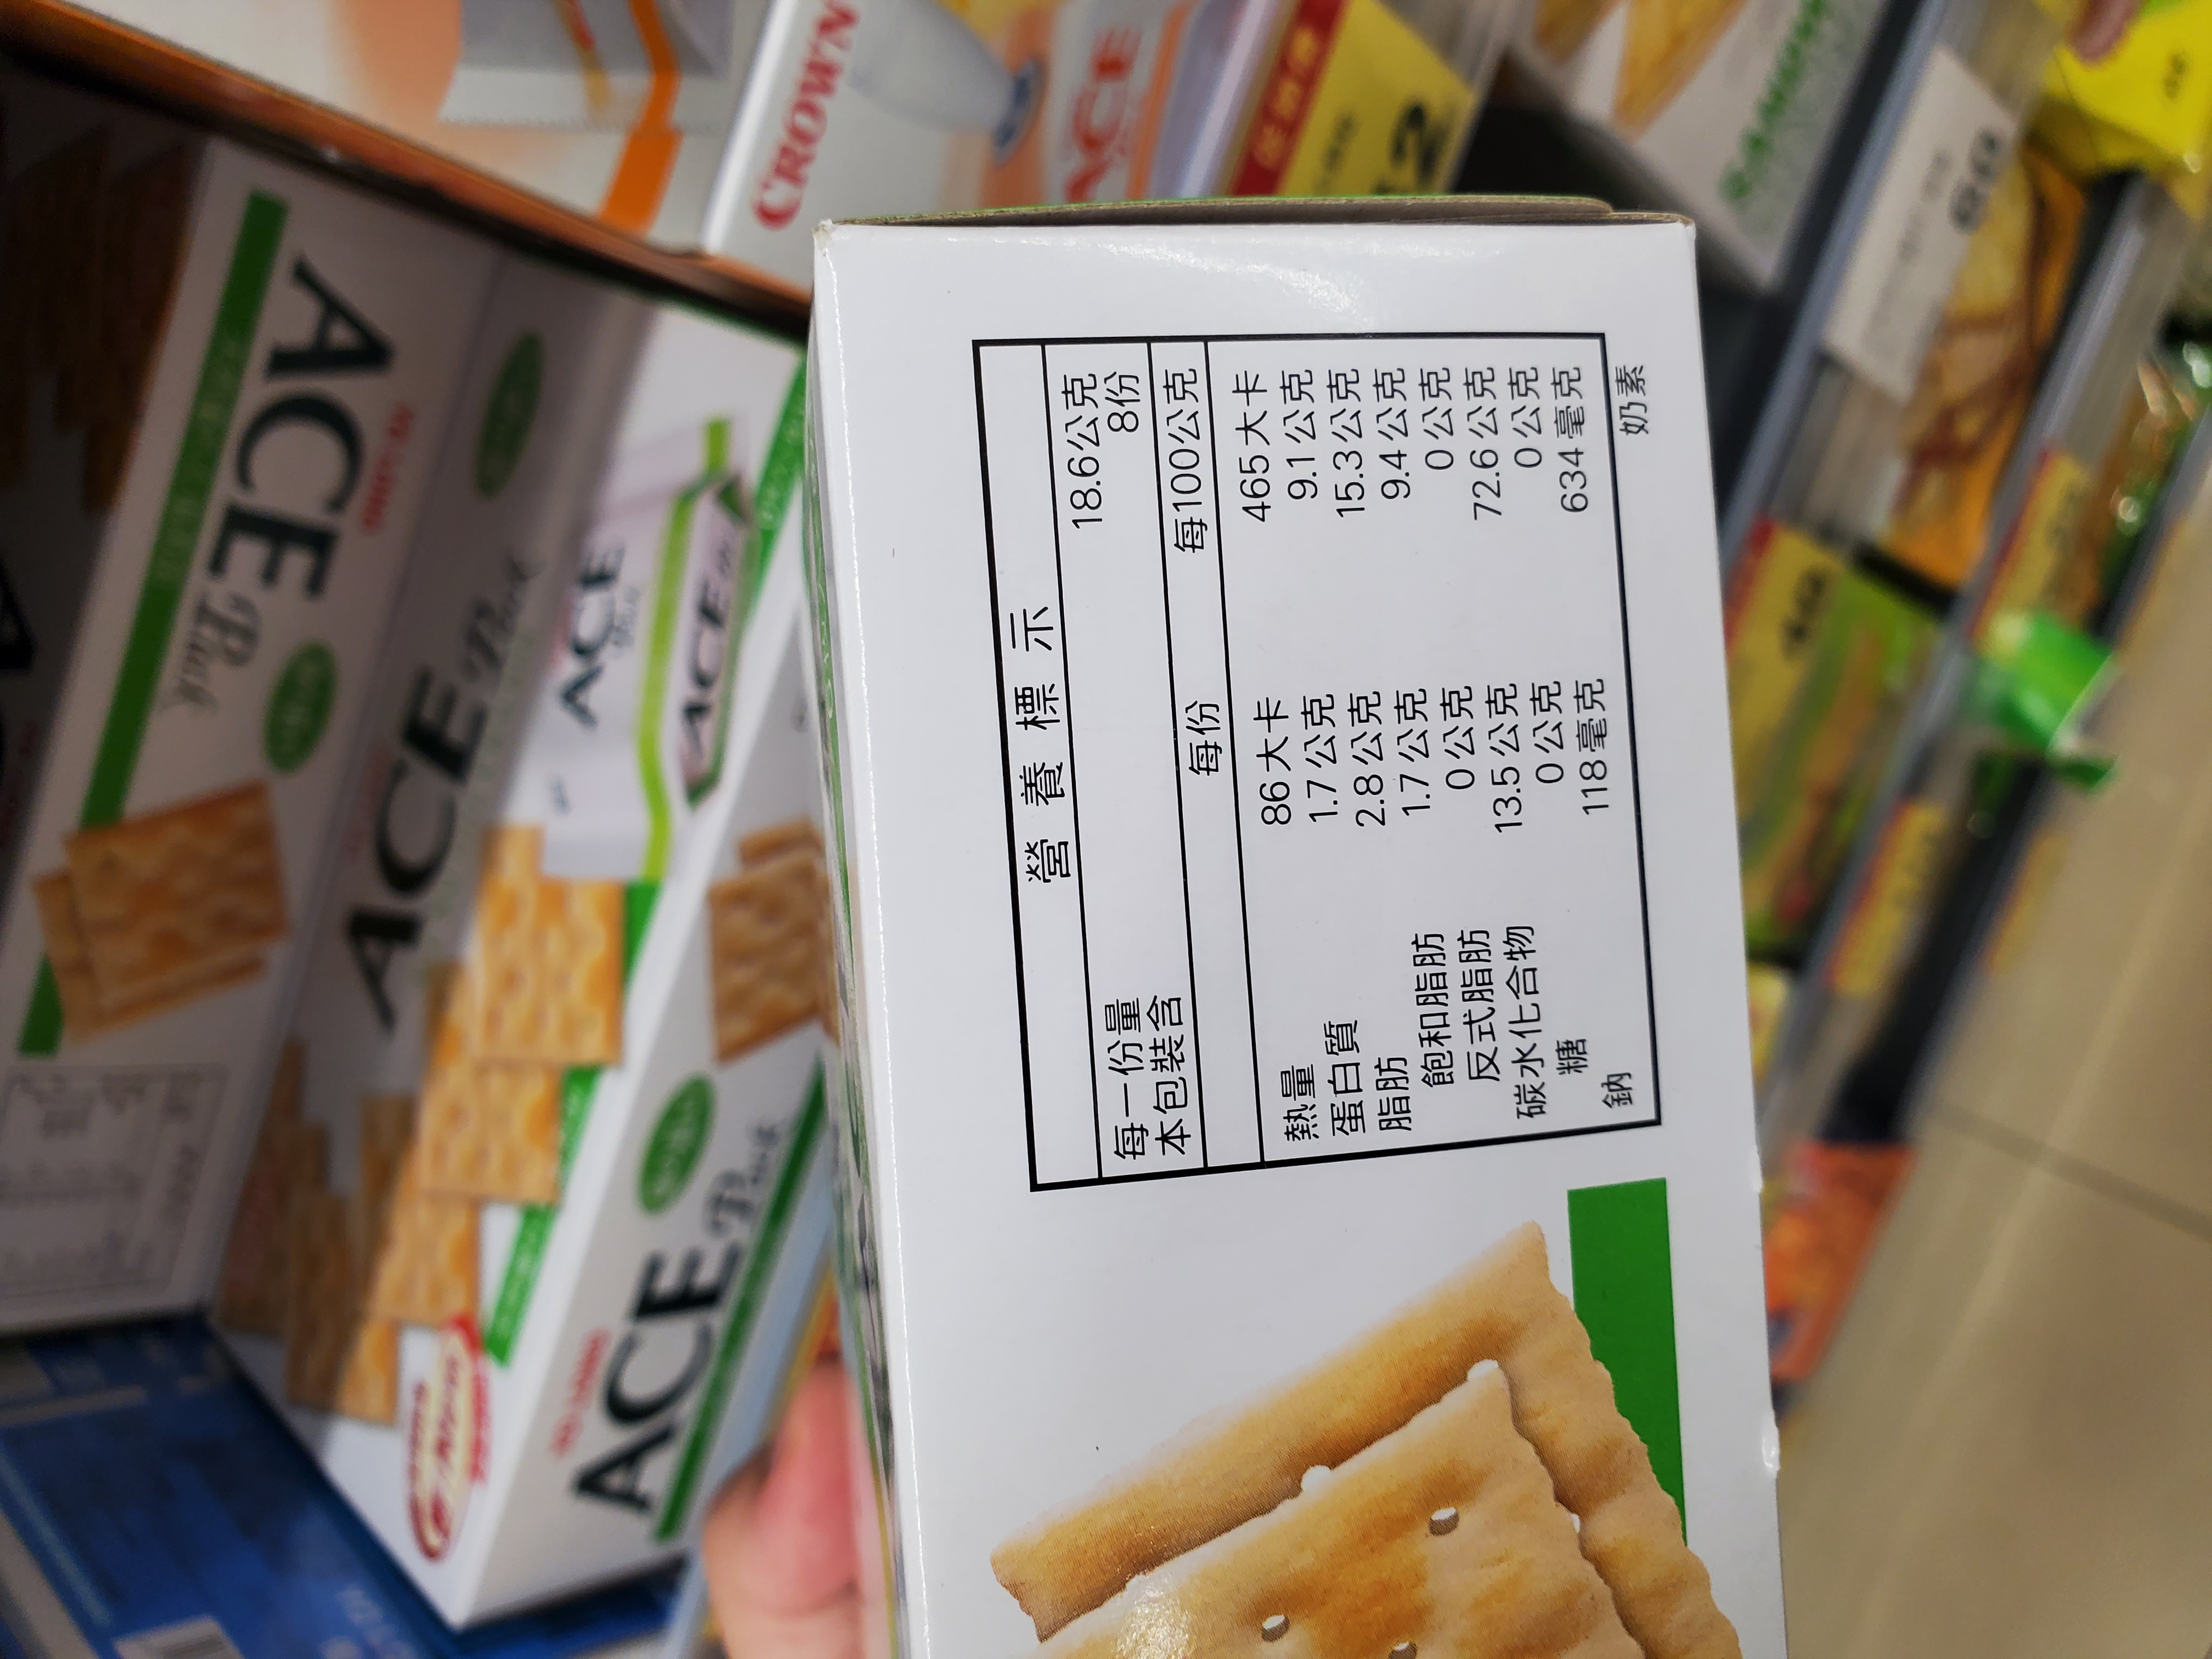 ACE
Pack
ACE
Pack
ACE
ACE
ACE
Pack
CROWN
ACE
營養標示
每一份量 18.6公克
本包裝含 8份
每份 每100公克
熱量 86大卡 465大卡
蛋白質 1.7公克 9.1公克
脂肪 2.8公克 15.3公克
飽和脂肪 1.7公克 9.4公克
反式脂肪 0公克 0公克
碳水化合物 13.5公克 72.6公克
糖 0公克 0公克
鈉 118毫克 634毫克
奶素